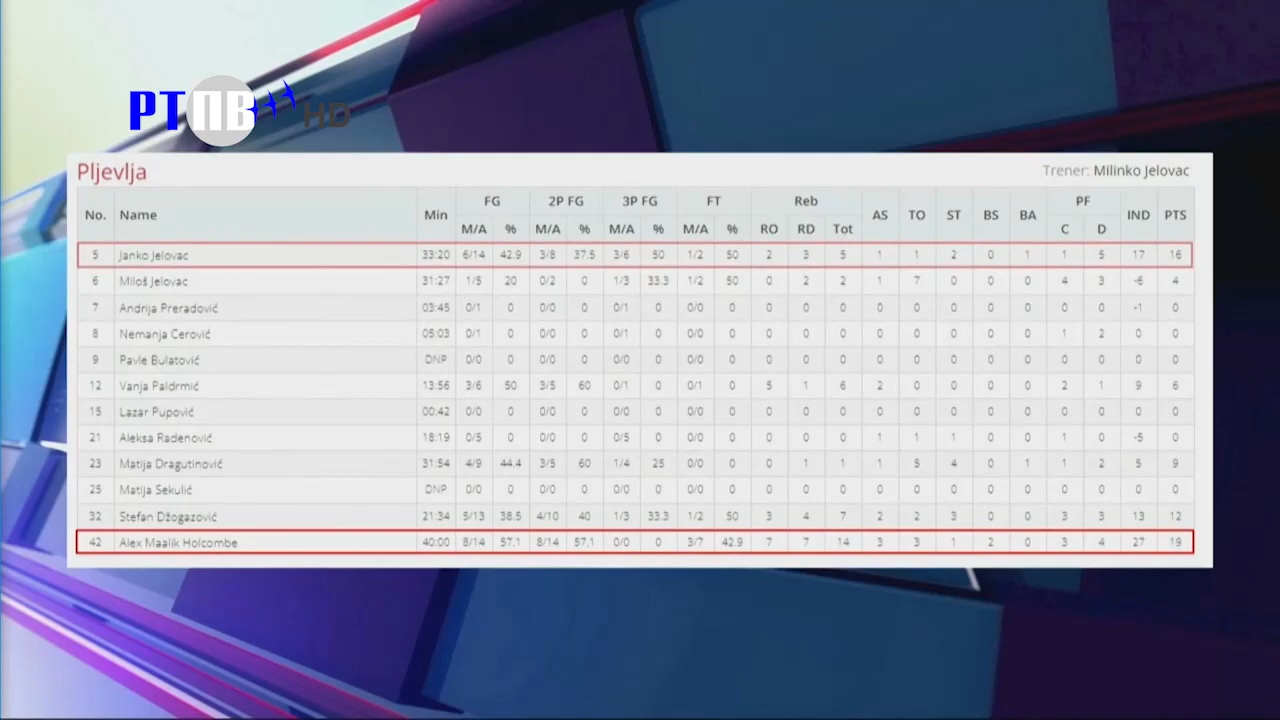 РТПВ HD
Pljevlja Trener: Milinko Jelovac
No. Name Min FG 2P FG 3P FG FT Reb AS TO ST BS BA PF IND PTS
M/A % M/A % M/A % M/A % RO RD Tot C D
5 Janko Jelovac 33:20 6/14 42.9 3/8 37.5 3/6 50 1/2 50 2 3 5 1 1 2 0 1 1 5 17 16
6 Miloš Jelovac 31:27 1/5 20 0/2 0 1/3 33.3 1/2 50 0 2 2 1 7 0 0 0 4 3 -6 4
7 Andrija Preradović 03:45 0/1 0 0/0 0 0/1 0 0/0 0 0 0 0 0 0 0 0 0 0 0 -1 0
8 Nemanja Cerović 05:03 0/1 0 0/0 0 0/1 0 0/0 0 0 0 0 0 0 0 0 0 1 2 0 0
9 Pavle Bulatović DNP 0/0 0 0/0 0 0/0 0 0/0 0 0 0 0 0 0 0 0 0 0 0 0 0
12 Vanja Paldrmić 13:56 3/6 50 3/5 60 0/1 0 0/1 0 5 1 6 2 0 0 0 0 2 1 9 6
15 Lazar Pupović 00:42 0/0 0 0/0 0 0/0 0 0/0 0 0 0 0 0 0 0 0 0 0 0 0 0
21 Aleksa Radenović 18:19 0/5 0 0/0 0 0/5 0 0/0 0 0 0 0 1 1 1 0 0 1 0 -5 0
23 Matija Dragutinović 31:54 4/9 44.4 3/5 60 1/4 25 0/0 0 0 1 1 1 5 4 0 1 1 2 5 9
25 Matija Sekulić DNP 0/0 0 0/0 0 0/0 0 0/0 0 0 0 0 0 0 0 0 0 0 0 0 0
32 Stefan Džogazović 21:34 5/13 38.5 4/10 40 1/3 33.3 1/2 50 3 4 7 2 2 3 0 0 3 3 13 12
42 Alex Maalik Holcombe 40:00 8/14 57.1 8/14 57.1 0/0 0 3/7 42.9 7 7 14 3 3 1 2 0 3 4 27 19